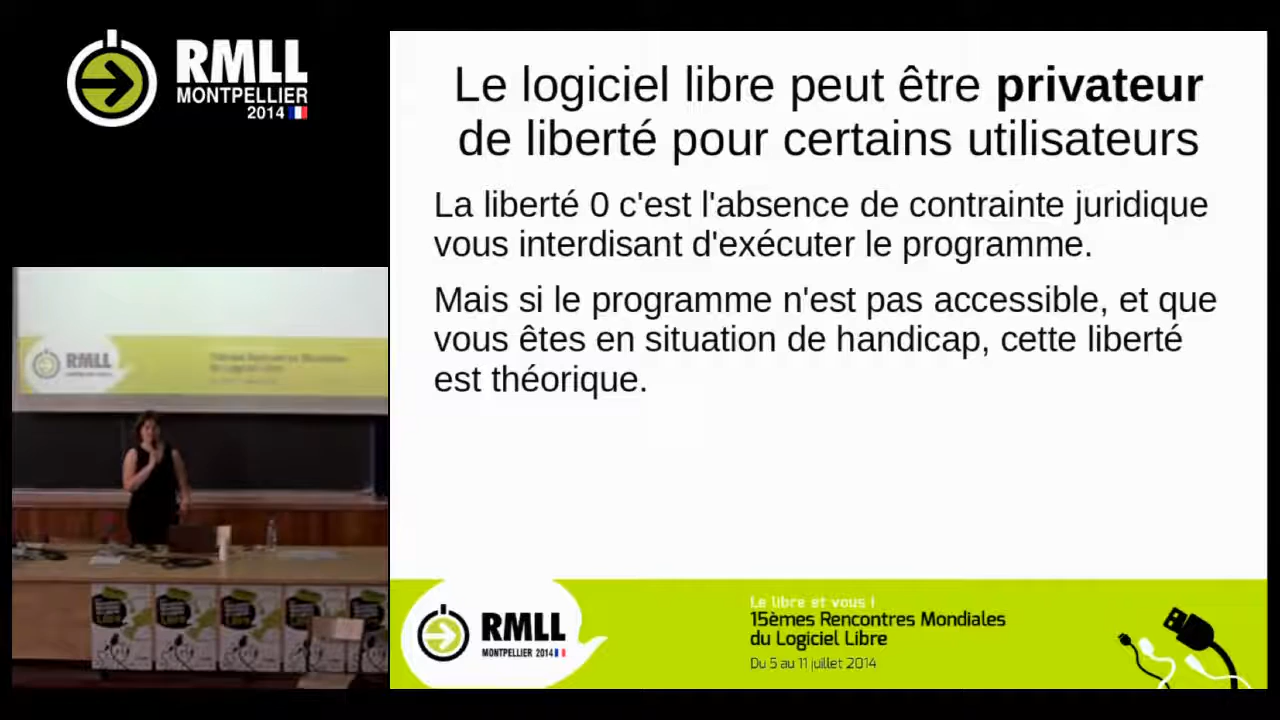 RMLL
MONTPELLIER
2014
Le logiciel libre peut être privateur
de liberté pour certains utilisateurs
La liberté 0 c'est l'absence de contrainte juridique
vous interdisant d'exécuter le programme.
Mais si le programme n'est pas accessible, et que
vous êtes en situation de handicap, cette liberté
est théorique.
RMLL
RMLL
MONTPELLIER 2014
Le libre et vous !
15èmes Rencontres Mondiales
du Logiciel Libre
Du 5 au 11 juillet 2014